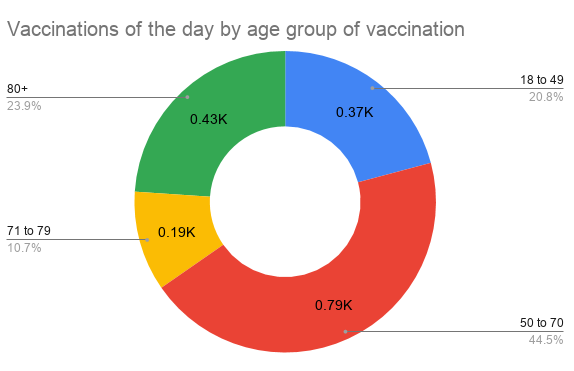 Vaccinations of the day by age group of vaccination
18 to 49
20.8%
0.37K
50 to 70
44.5%
0.79K
71 to 79
10.7%
0.19K
80+
23.9%
0.43K